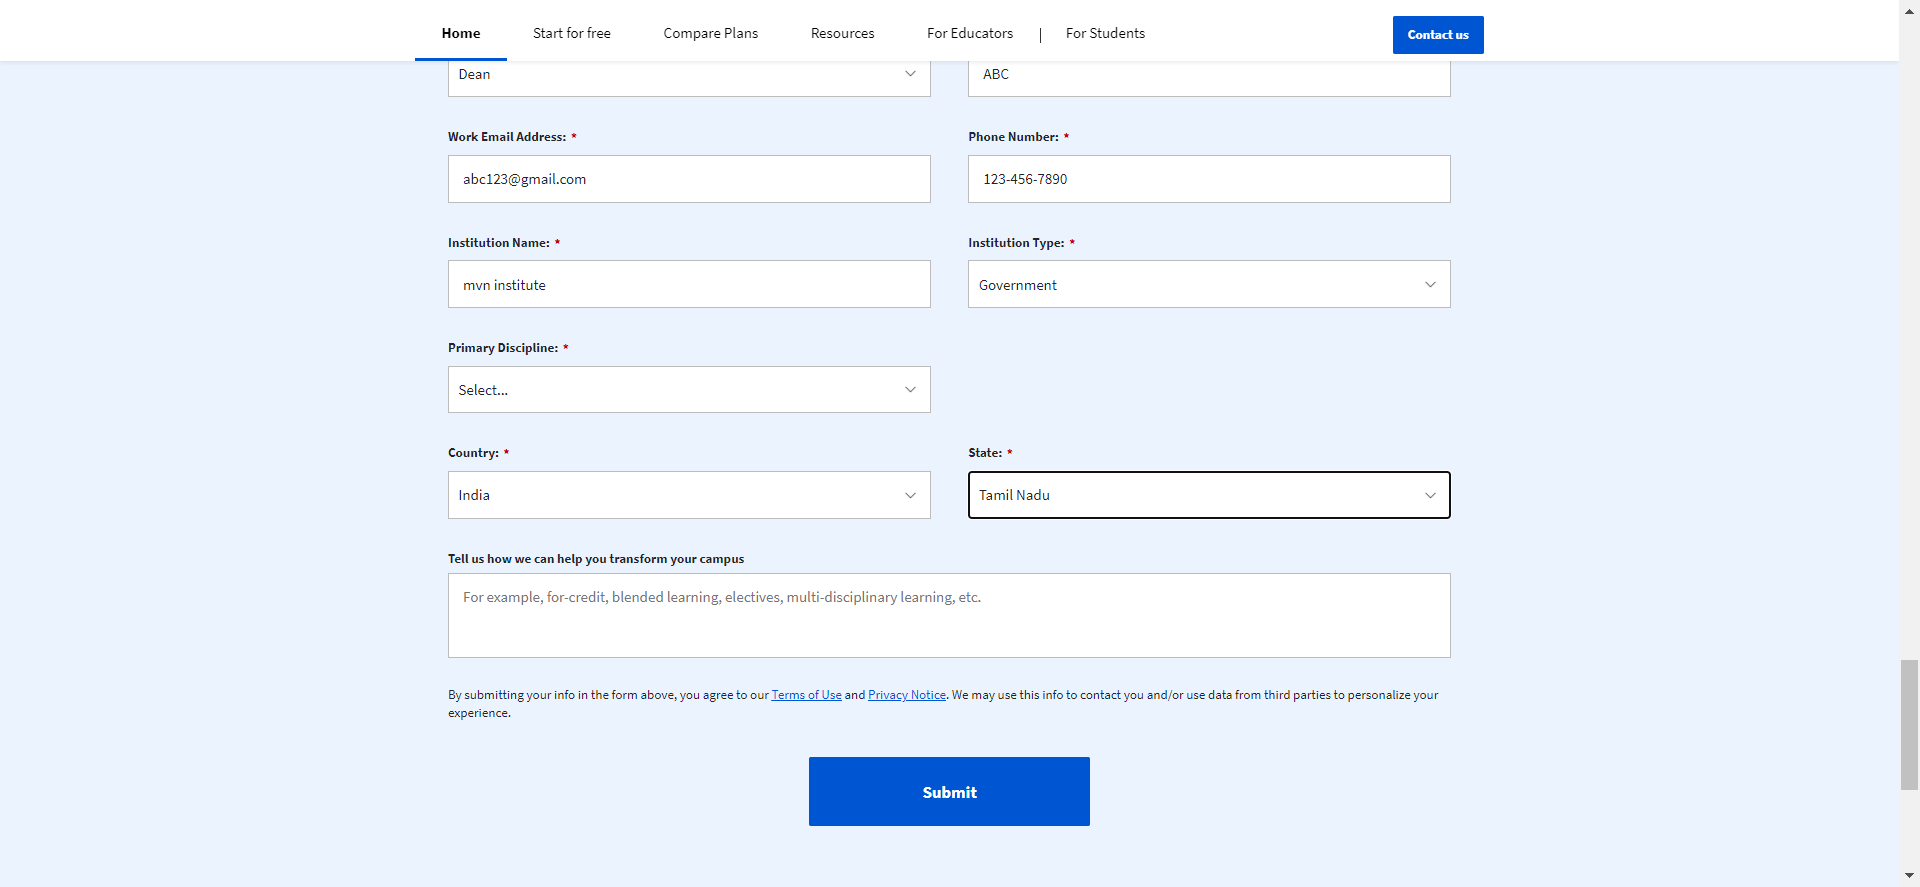 Home Start for free Compare Plans Resources For Educators | For Students Contact us
Dean ABC
Work Email Address: * Phone Number: *
abc123@gmail.com 123-456-7890
Institution Name: * Institution Type: *
mvn institute Government
Primary Discipline: *
Select...
Country: * State: *
India Tamil Nadu
Tell us how we can help you transform your campus
For example, for-credit, blended learning, electives, multi-disciplinary learning, etc.
By submitting your info in the form above, you agree to our Terms of Use and Privacy Notice. We may use this info to contact you and/or use data from third parties to personalize your
experience.
Submit